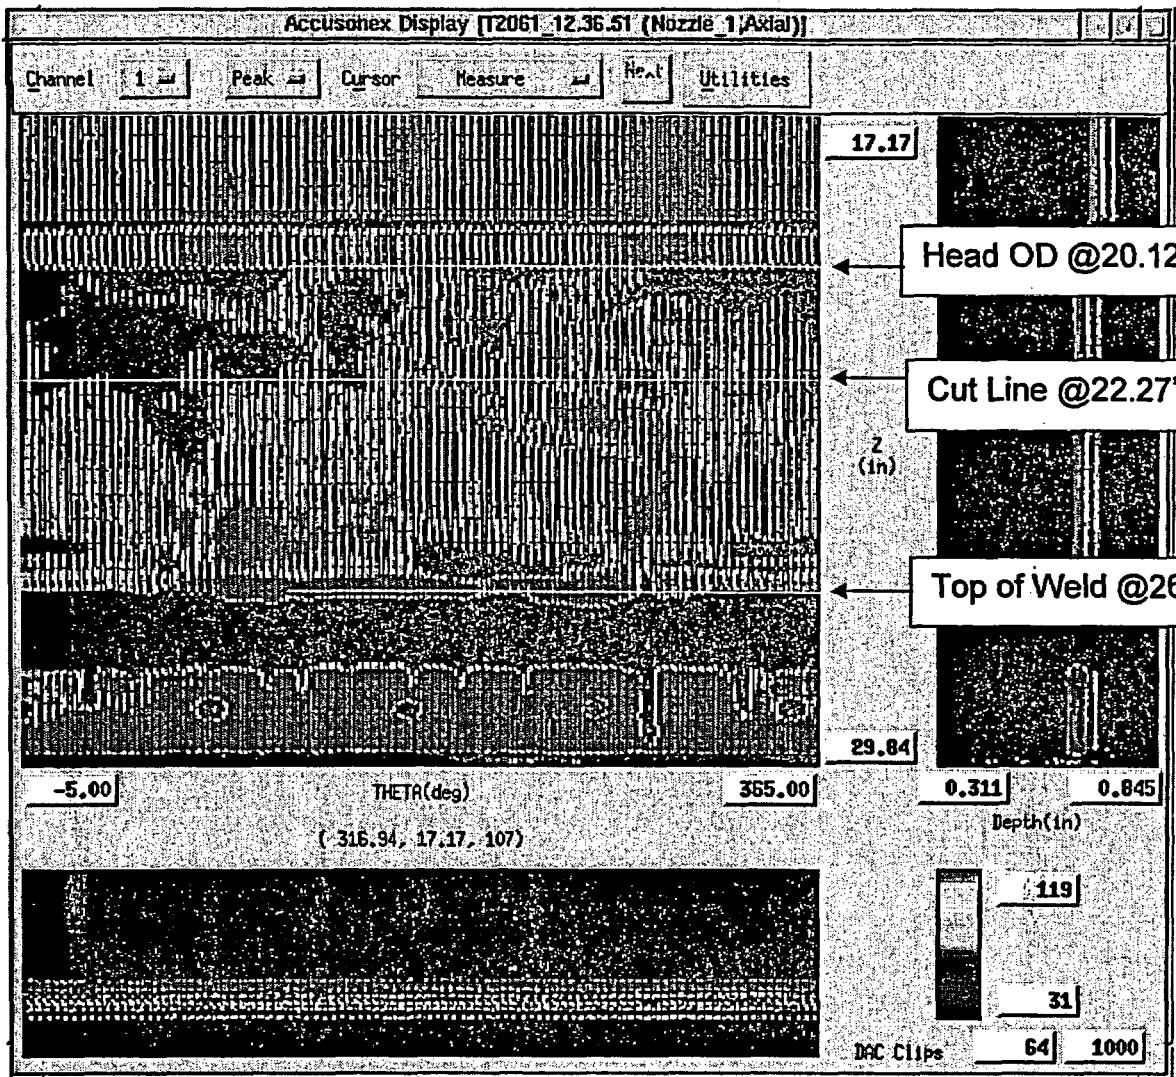 Accusonex Display [T2061_12.36.51 (Nozzle_1,Axial)]
Channel 1 Peak Cursor Measure Next Utilities
17.17
Head OD @20.12
Cut Line @22.27"
Z
(in)
Top of Weld @26
29.84
-5.00 THETA(deg) 365.00 0.311 0.845
Depth(in)
( 316.94, 17.17, 107)
119
31
DAC Clips 64 1000